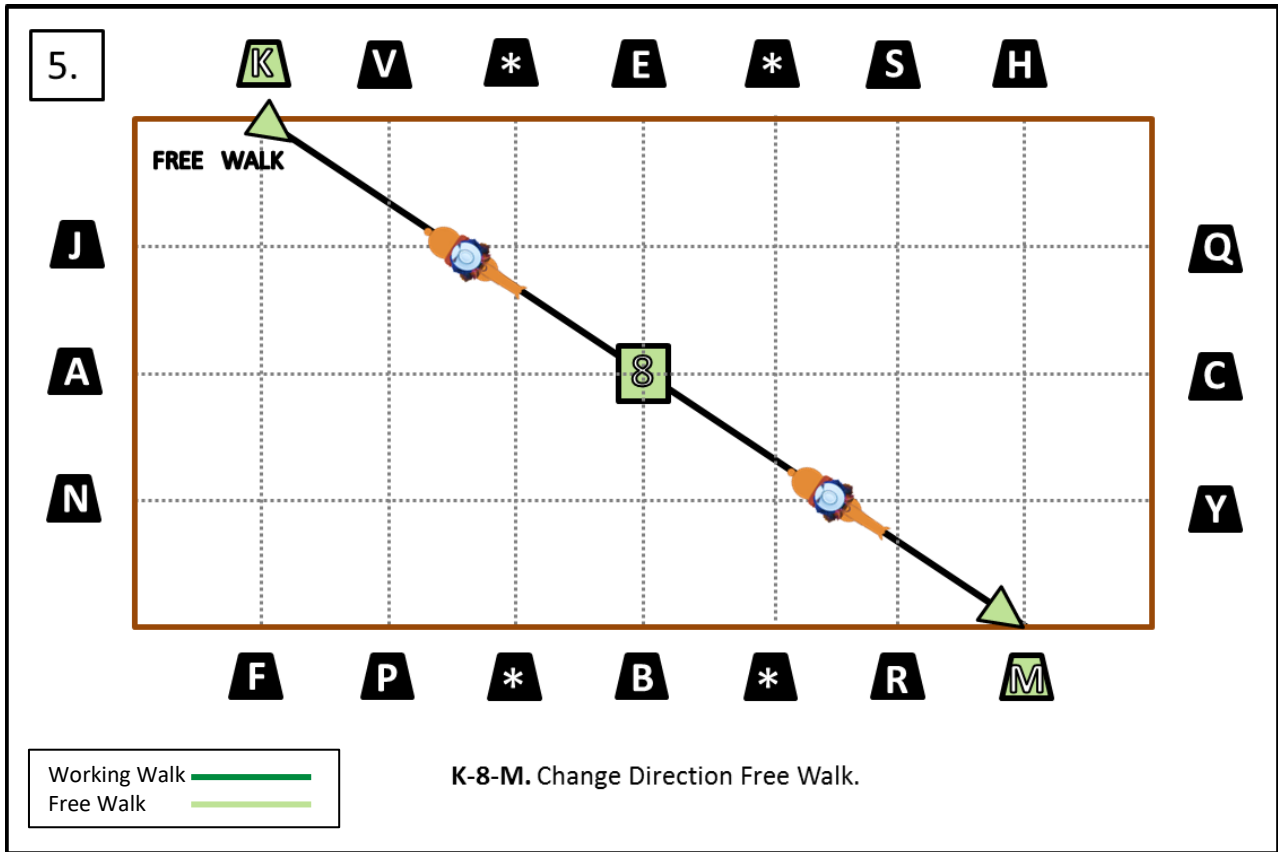 5.
K V * E * S H
FREE WALK
J Q
A 8 C
N Y
F P * B * R M
Working Walk
Free Walk
K-8-M. Change Direction Free Walk.